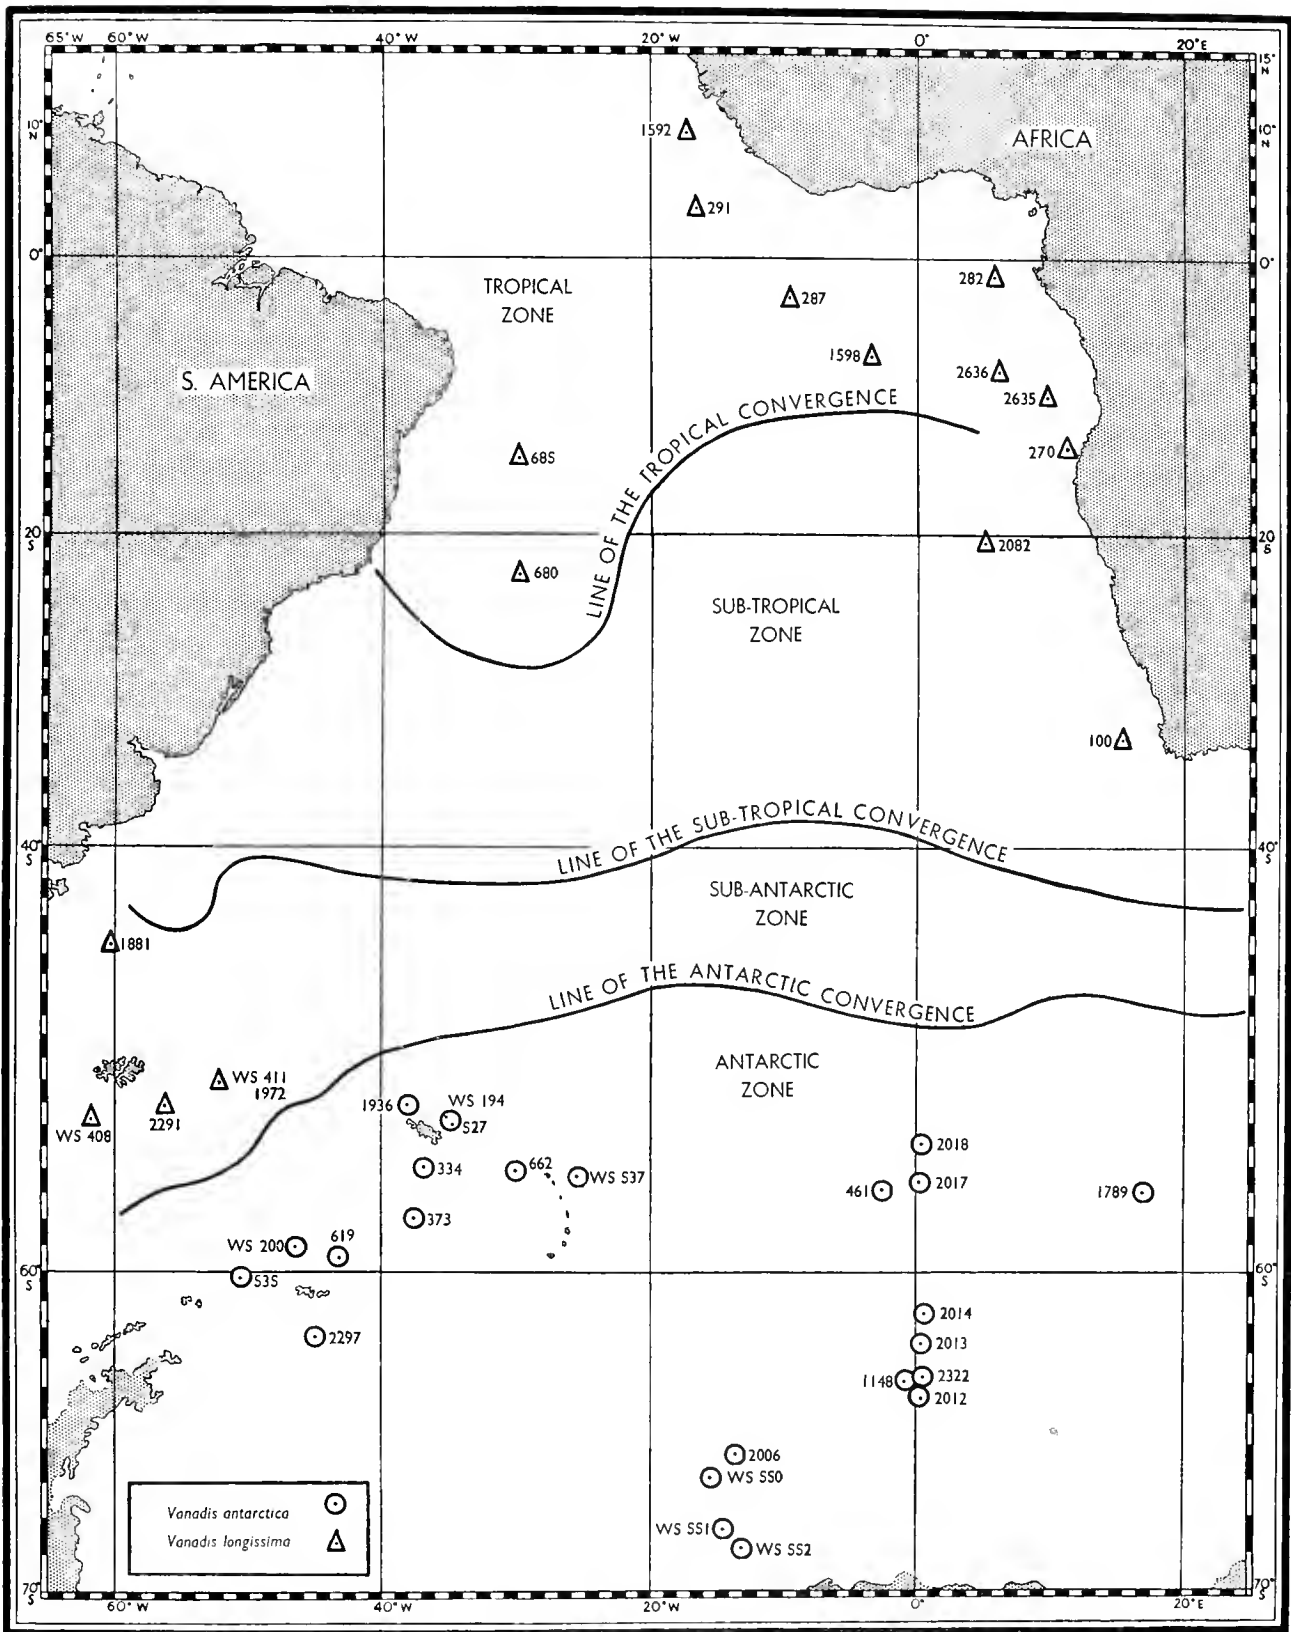 65°W 60°W 40°W 20°W 0° 20°E
15° N
15° N
10° N
10° N
AFRICA
1592
291
0°
0°
282
287
TROPICAL
ZONE
1598
2636
2635
S. AMERICA
LINE OF THE TROPICAL CONVERGENCE
270
685
20° S
20° S
2082
680
SUB-TROPICAL
ZONE
100
LINE OF THE SUB-TROPICAL CONVERGENCE
40° S
40° S
SUB-ANTARCTIC
ZONE
1881
LINE OF THE ANTARCTIC CONVERGENCE
ANTARCTIC
ZONE
WS 411
1972
WS 408
2291
1936
WS 194
527
2018
334
662
WS 537
2017
461
1789
373
619
WS 200
60° S
60° S
535
2014
2297
2013
2322
1148
2012
2006
WS 550
Vanadis antarctica
Vanadis longissima
WS 551
WS 552
70° S
70° S
60°W 40°W 20°W 0° 20°E